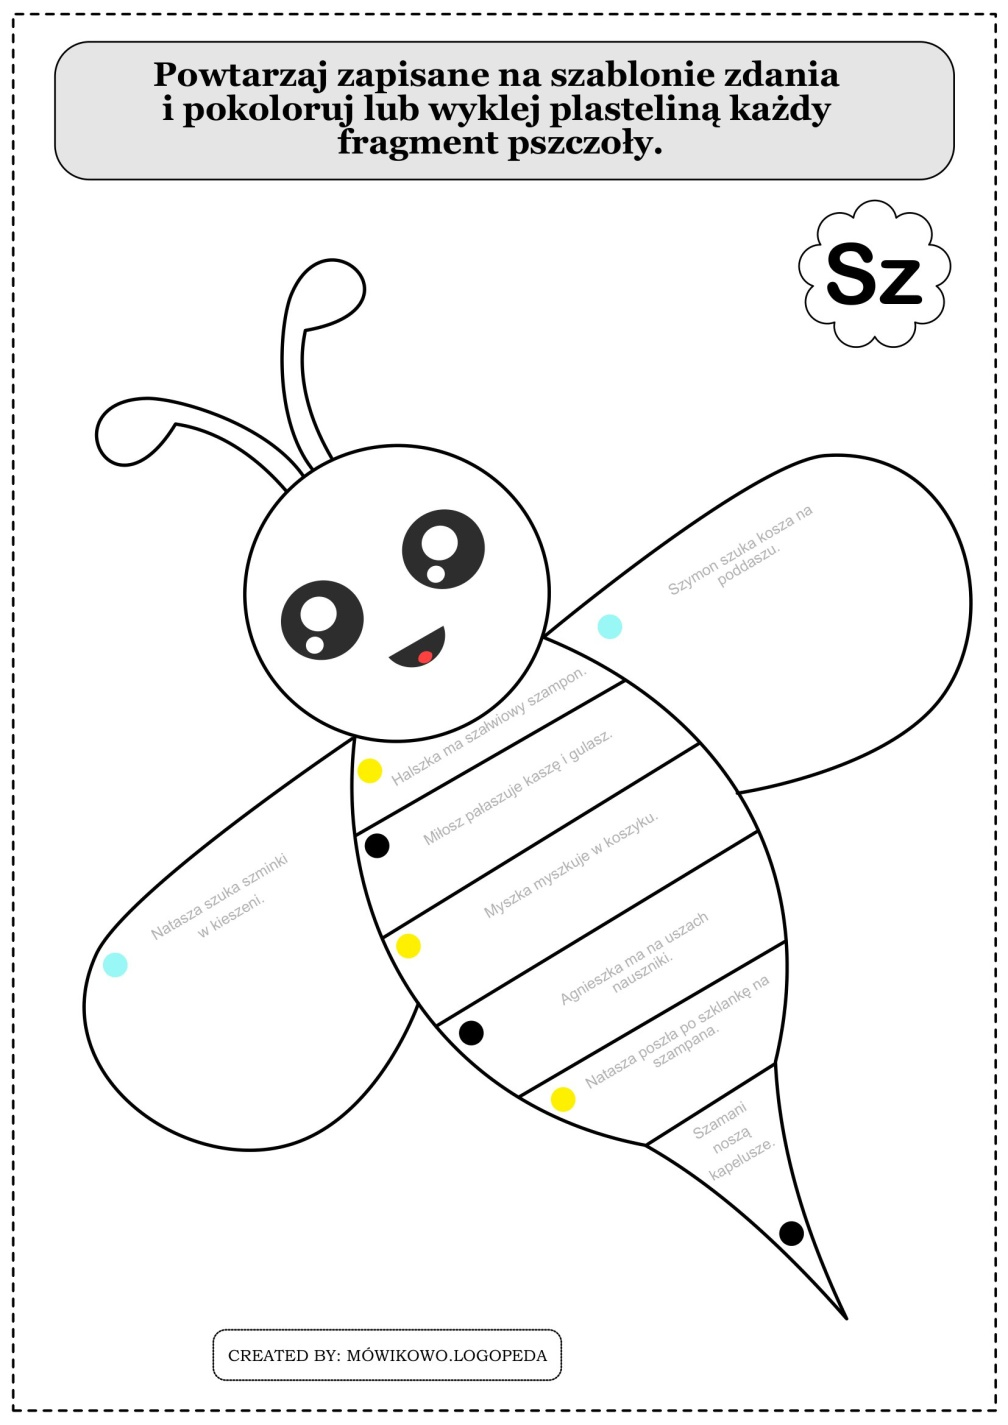 Powtarzaj zapisane na szablonie zdania
i pokoloruj lub wyklej plasteliną każdy
fragment pszczoły.
Sz
Szymon szuka kosza na
poddaszu.
Halszka ma szałwiowy szampon.
Miłosz pałaszuje kaszę i gulasz.
Myszka myszkuje w koszyku.
Natasza szuka szminki
w kieszeni.
Agnieszka ma na uszach
nauszniki.
Natasza poszła po szklankę na
szampana.
Szamani
noszą
kapelusze.
CREATED BY: MÓWIKOWO.LOGOPEDA